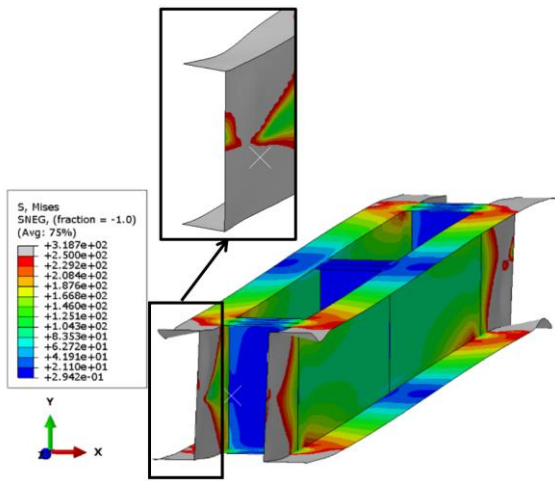 S, Mises
SNEG, (fraction = -1.0)
(Avg: 75%)
+3.187e+02
+2.500e+02
+2.292e+02
+2.084e+02
+1.876e+02
+1.668e+02
+1.460e+02
+1.251e+02
+1.043e+02
+8.353e+01
+6.272e+01
+4.191e+01
+2.110e+01
+2.942e-01
Y
Z
X